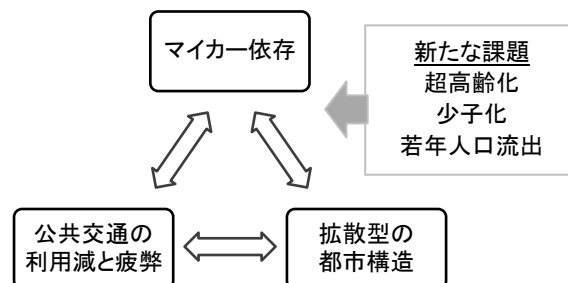 マイカー依存
新たな課題
超高齢化
少子化
若年人口流出
公共交通の
利用減と疲弊
拡散型の
都市構造